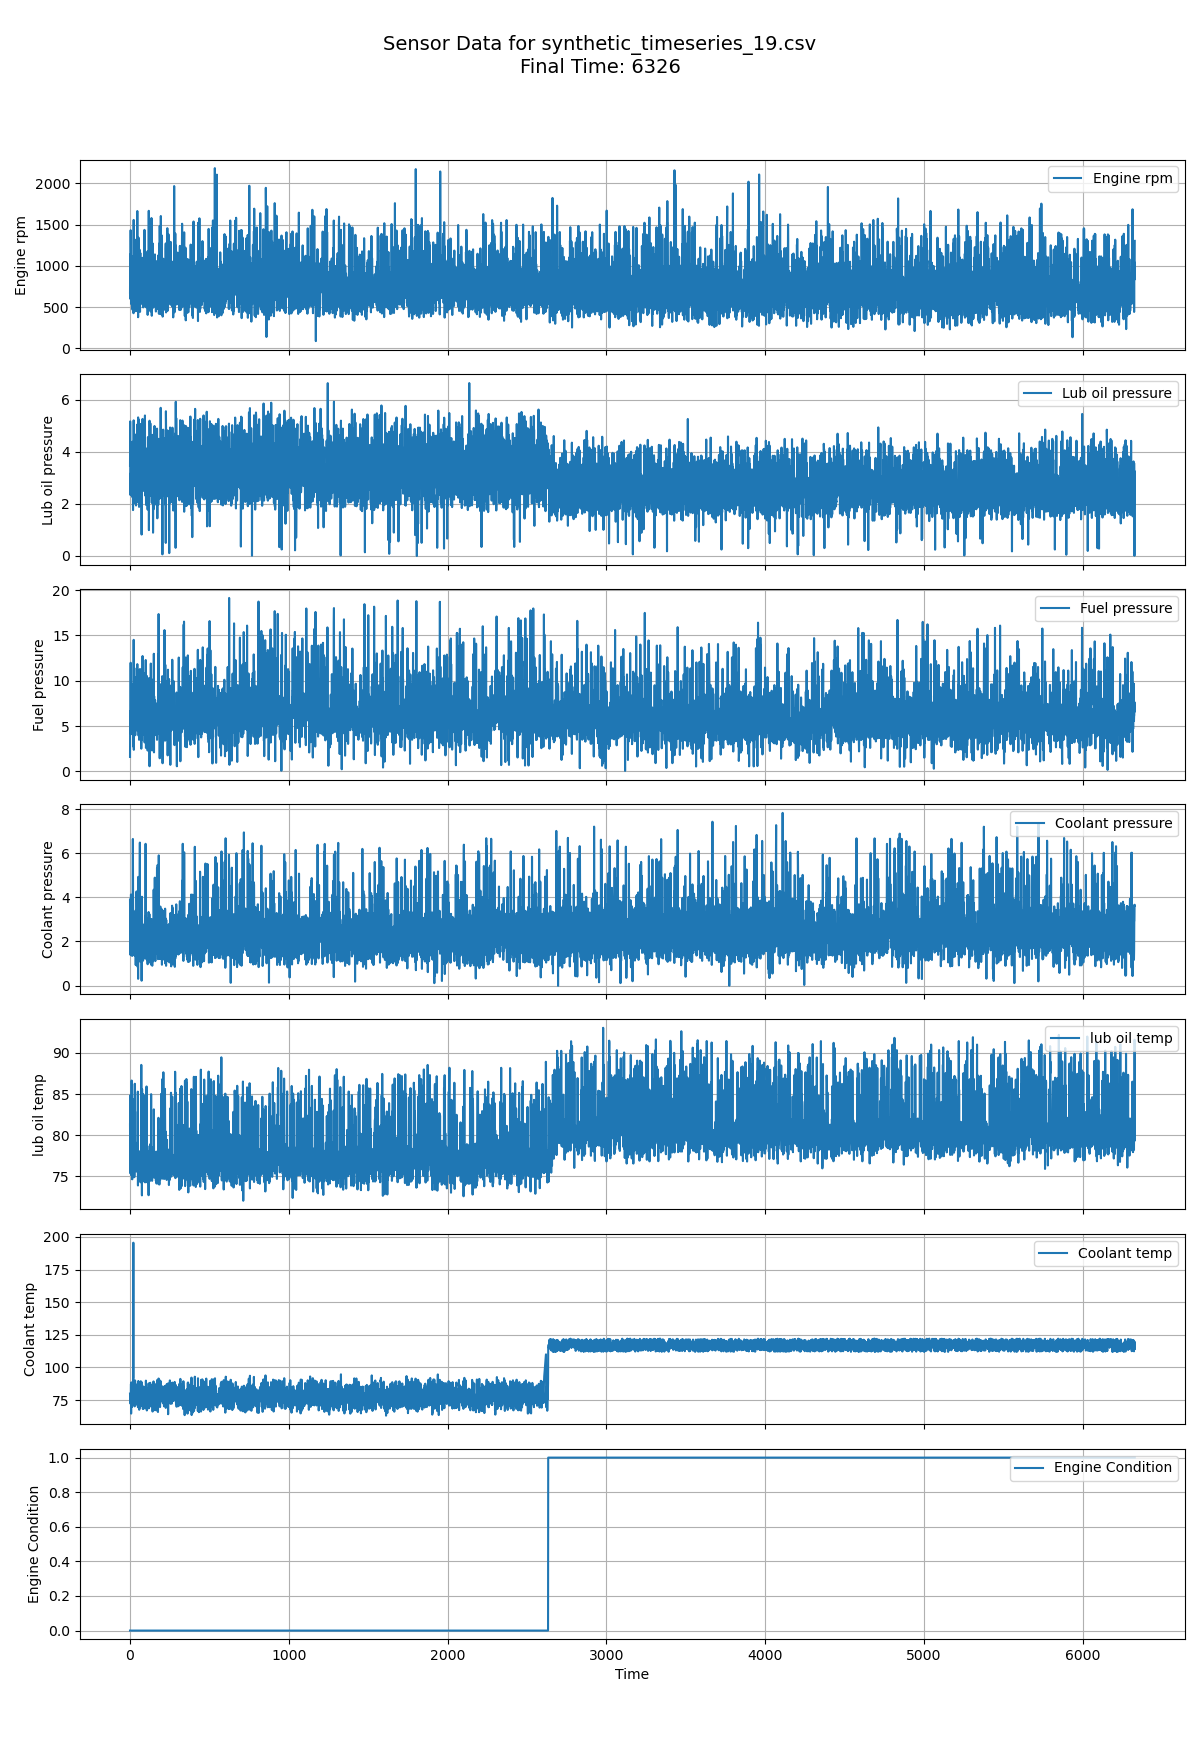 Sensor Data for synthetic_timeseries_19.csv
Final Time: 6326
Engine rpm
2000
1500
1000
500
0
Engine rpm
Lub oil pressure
6
4
2
0
Lub oil pressure
Fuel pressure
20
15
10
5
0
Fuel pressure
Coolant pressure
8
6
4
2
0
Coolant pressure
lub oil temp
90
85
80
75
lub oil temp
Coolant temp
200
175
150
125
100
75
Coolant temp
Engine Condition
1.0
0.8
0.6
0.4
0.2
0.0
Engine Condition
0 1000 2000 3000 4000 5000 6000
Time